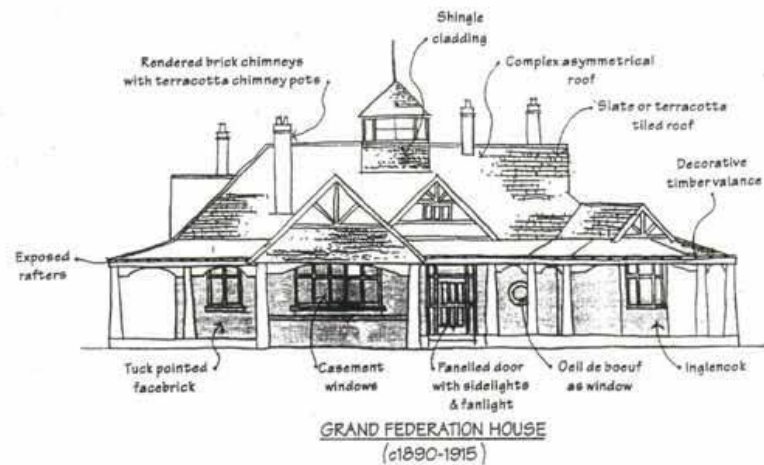 Shingle
cladding
Rendered brick chimneys
with terracotta chimney pots
Complex asymmetrical
roof
Slate or terracotta
tiled roof
Decorative
timber valance
Exposed
rafters
Tuck pointed
facebrick
Casement
windows
Panelled door
with sidelights
& fanlight
Oeil de boeuf
as window
Inglenook
GRAND FEDERATION HOUSE
(c1890-1915)